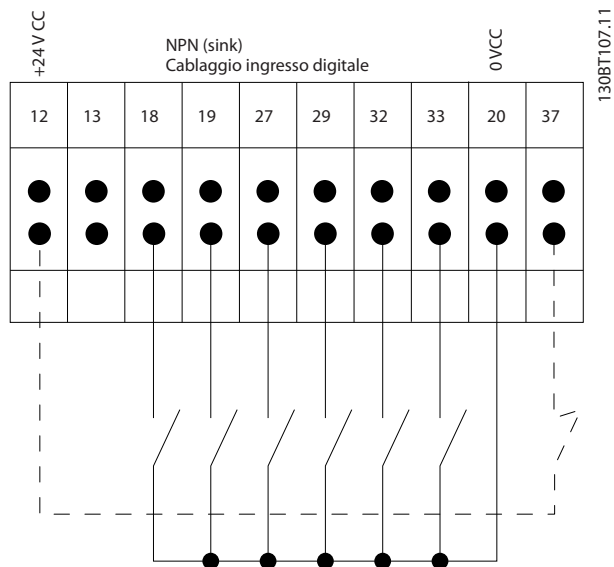 +24 V CC
NPN (sink)
Cablaggio ingresso digitale
0 VCC
130BT107.11
12 13 18 19 27 29 32 33 20 37